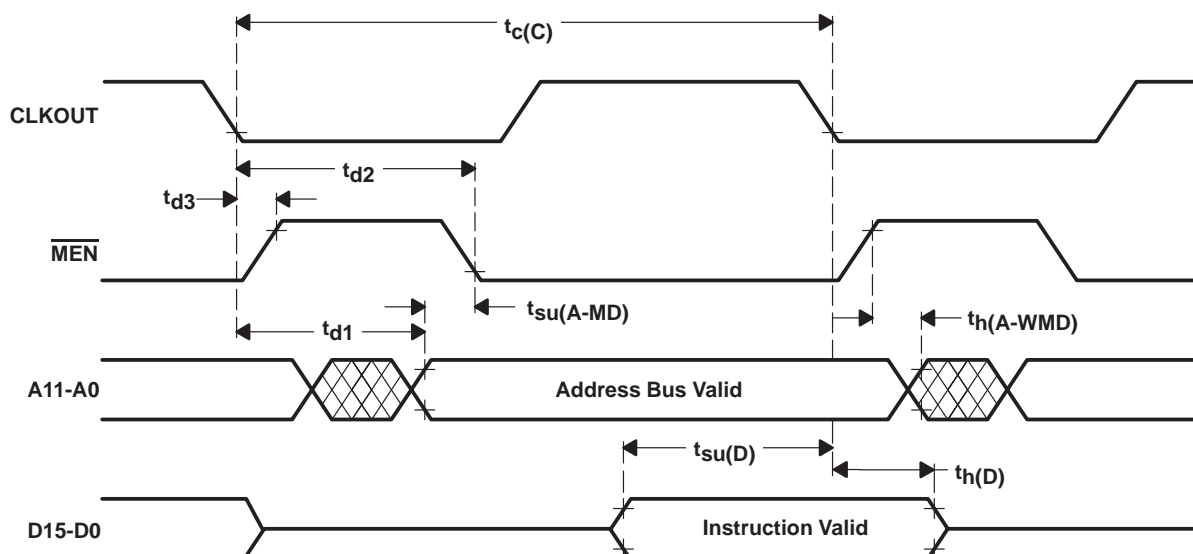 tc(C)
CLKOUT
td2
td3
MEN
tsu(A-MD)
td1
th(A-WMD)
A11-A0
Address Bus Valid
tsu(D)
th(D)
D15-D0
Instruction Valid